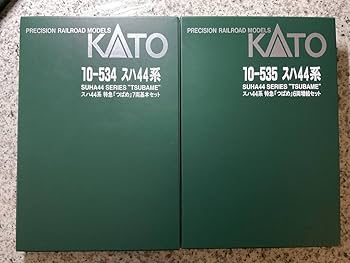 PRECISION RAILROAD MODELS
KATO
10-534 スハ44系
SUHA44 SERIES "TSUBAME"
スハ44系 特急「つばめ」7両基本セット
PRECISION RAILROAD MODELS
KATO
10-535 スハ44系
SUHA44 SERIES "TSUBAME"
スハ44系 特急「つばめ」6両増結セット